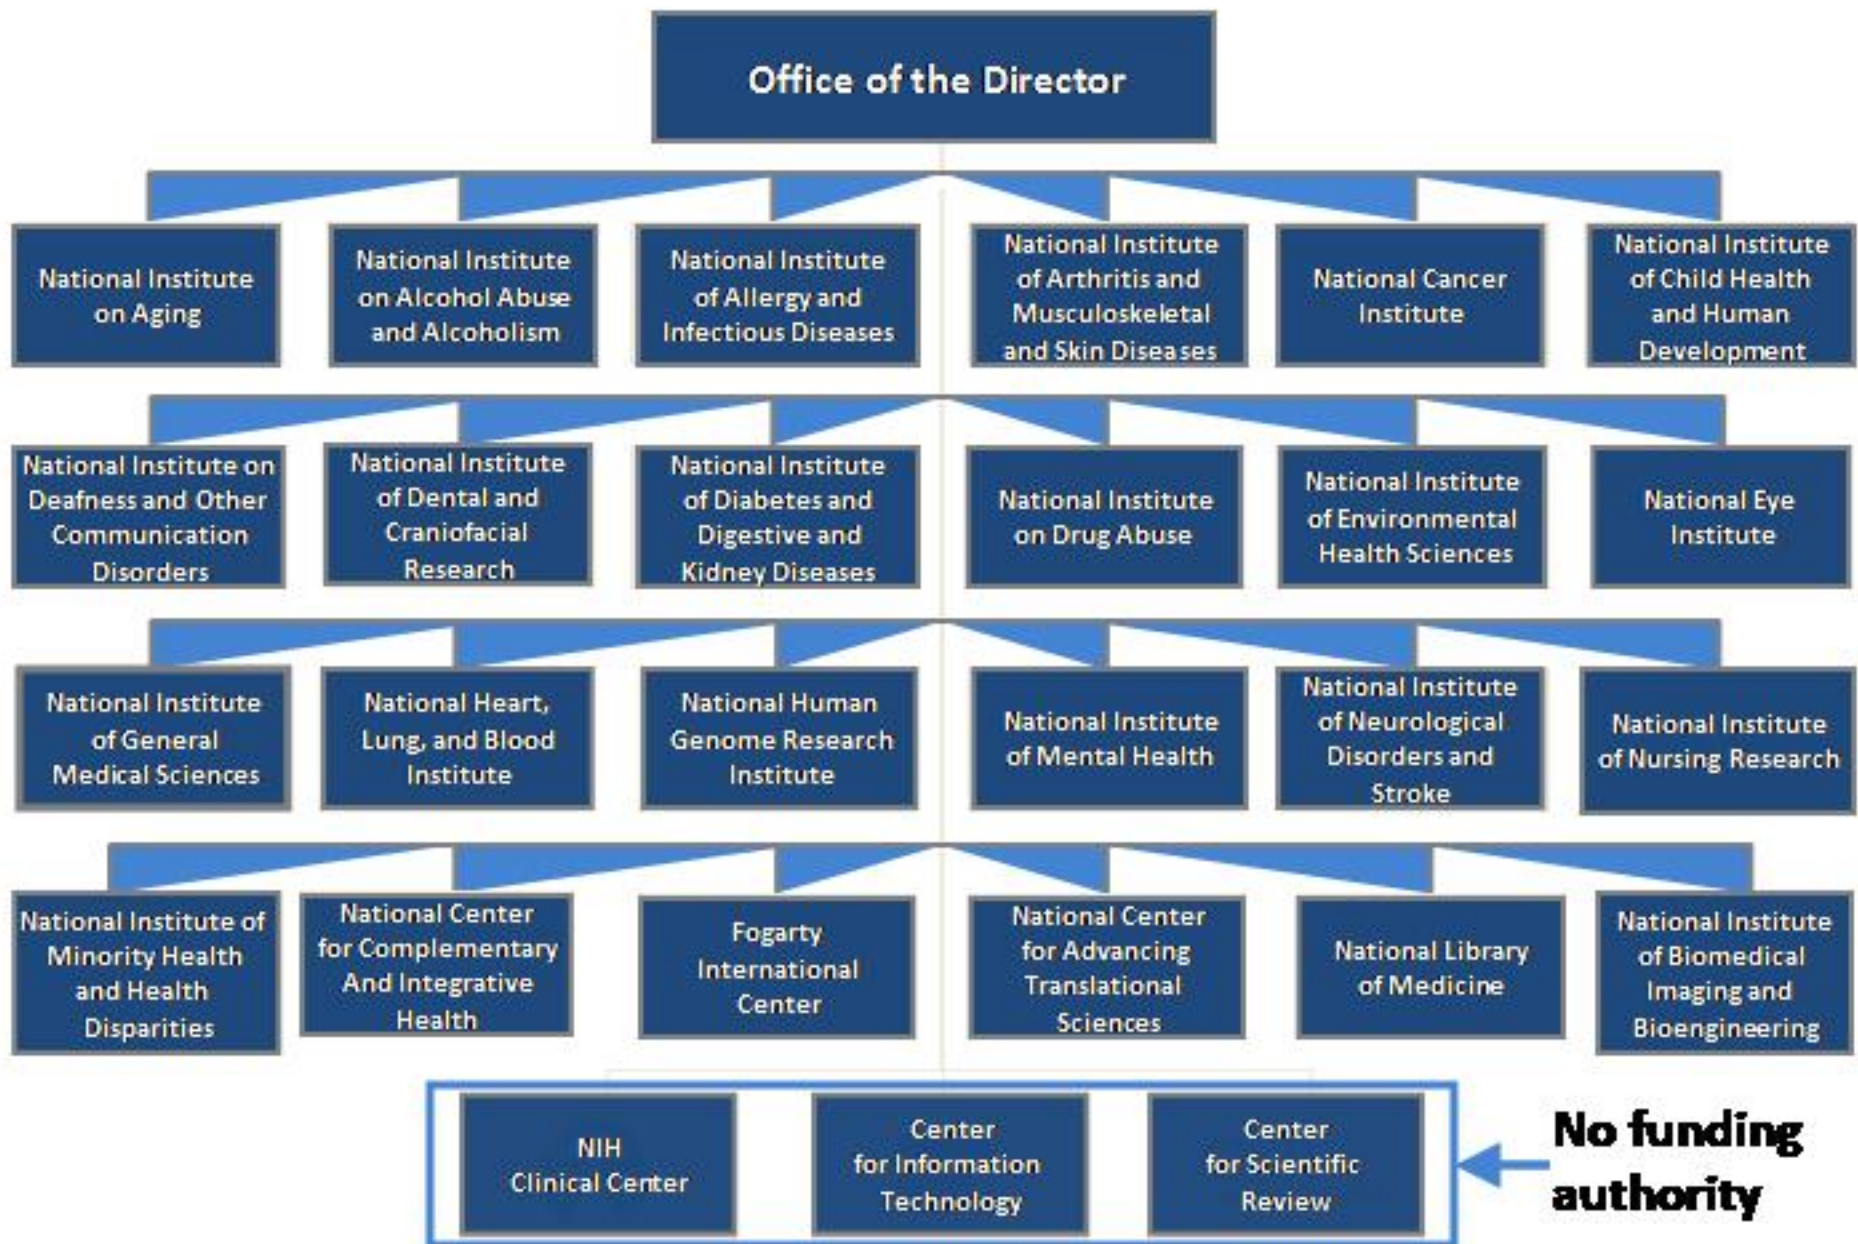 Office of the Director
National Institute
on Aging
National Institute
on Alcohol Abuse
and Alcoholism
National Institute
of Allergy and
Infectious Diseases
National Institute
of Arthritis and
Musculoskeletal
and Skin Diseases
National Cancer
Institute
National Institute
of Child Health
and Human
Development
National Institute on
Deafness and Other
Communication
Disorders
National Institute
of Dental and
Craniofacial
Research
National Institute
of Diabetes and
Digestive and
Kidney Diseases
National Institute
on Drug Abuse
National Institute
of Environmental
Health Sciences
National Eye
Institute
National Institute
of General
Medical Sciences
National Heart,
Lung, and Blood
Institute
National Human
Genome Research
Institute
National Institute
of Mental Health
National Institute
of Neurological
Disorders and
Stroke
National Institute
of Nursing Research
National Institute of
Minority Health
and Health
Disparities
National Center
for Complementary
And Integrative
Health
Fogarty
International
Center
National Center
for Advancing
Translational
Sciences
National Library
of Medicine
National Institute
of Biomedical
Imaging and
Bioengineering
NIH
Clinical Center
Center
for Information
Technology
Center
for Scientific
Review
No funding
authority